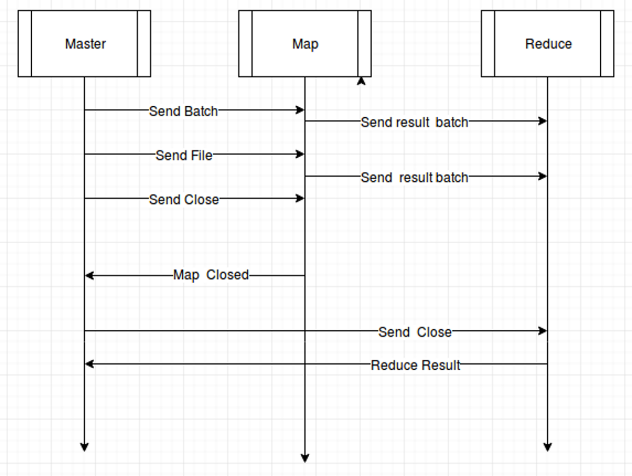 Master
Map
Reduce
Send Batch
Send result batch
Send File
Send result batch
Send Close
Map Closed
Send Close
Reduce Result